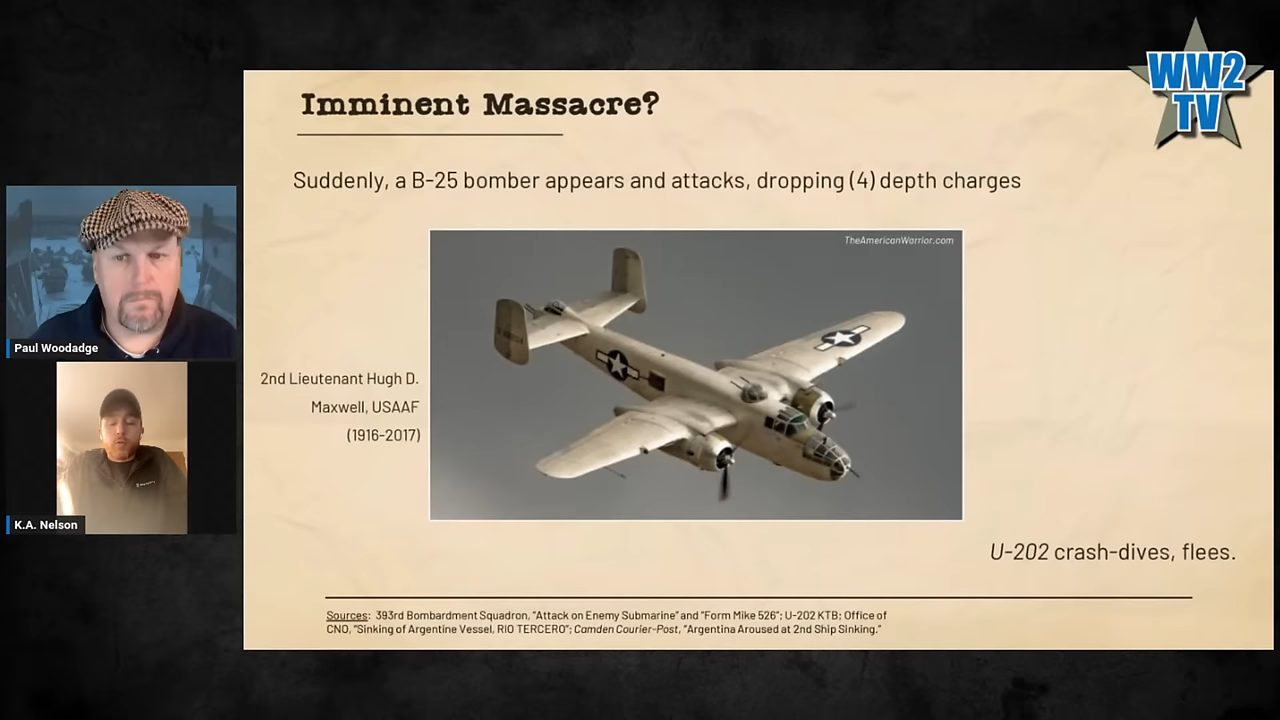 WW2
TV
Imminent Massacre?
Suddenly, a B-25 bomber appears and attacks, dropping (4) depth charges
TheAmericanWarrior.com
Paul Woodadge
2nd Lieutenant Hugh D.
Maxwell, USAAF
(1916-2017)
K.A. Nelson
U-202 crash-dives, flees.
Sources: 393rd Bombardment Squadron, "Attack on Enemy Submarine" and "Form Mike 526"; U-202 KTB; Office of
CNO, "Sinking of Argentine Vessel, RIO TERCERO"; Camden Courier-Post, "Argentina Aroused at 2nd Ship Sinking."